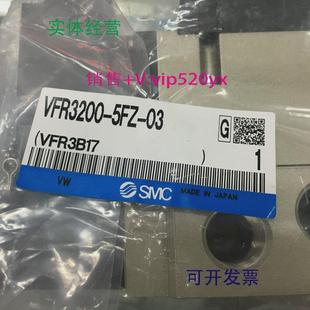 实体经营
销售+V:vip520yx
VFR3200-5FZ-03
(VFR3B17 )
G
1
VW
SMC
MADE IN JAPAN
可开发票